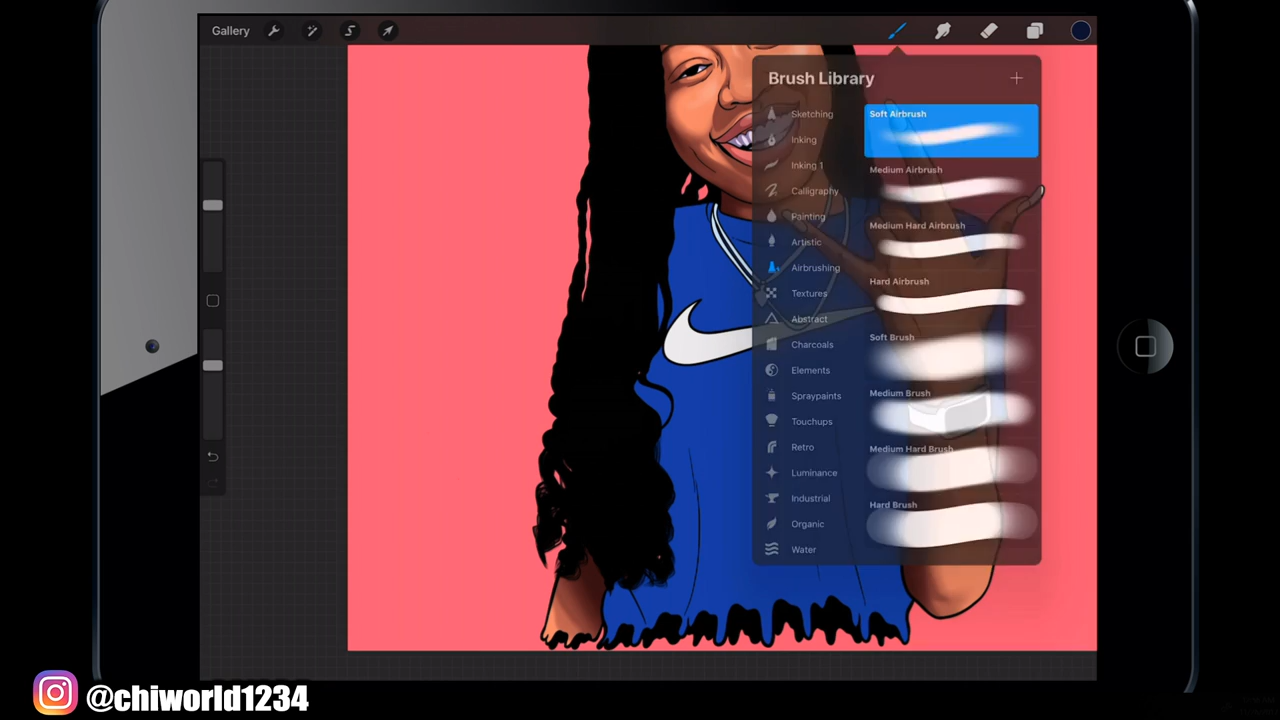 Gallery
Brush Library
Sketching
Inking
Inking 1
Calligraphy
Painting
Artistic
Airbrushing
Textures
Abstract
Charcoals
Elements
Spraypaints
Touchups
Retro
Luminance
Industrial
Organic
Water
Soft Airbrush
Medium Airbrush
Medium Hard Airbrush
Hard Airbrush
Soft Brush
Medium Brush
Medium Hard Brush
Hard Brush
@chiworld1234